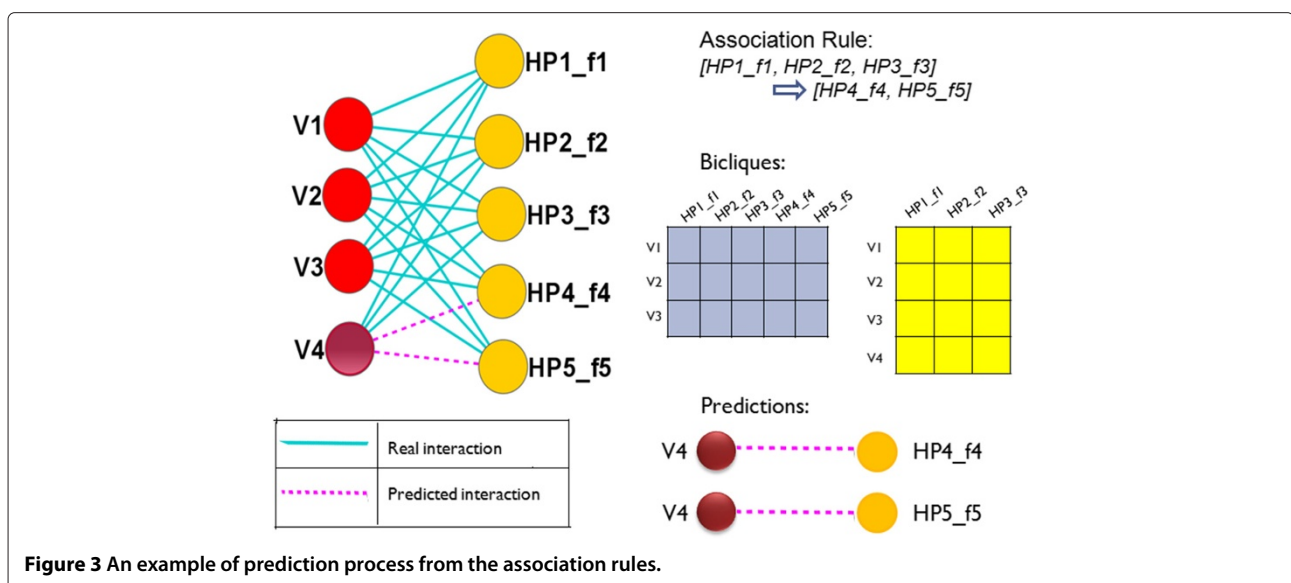 V1
V2
V3
V4
HP1_f1
HP2_f2
HP3_f3
HP4_f4
HP5_f5
Association Rule:
[HP1_f1, HP2_f2, HP3_f3]
[HP4_f4, HP5_f5]
Bicliques:
HP1_f1 HP2_f2 HP3_f3 HP4_f4 HP5_f5
V1
V2
V3
HP1_f1 HP2_f2 HP3_f3
V1
V2
V3
V4
Real interaction
Predicted interaction
Predictions:
V4 HP4_f4
V4 HP5_f5
Figure 3 An example of prediction process from the association rules.